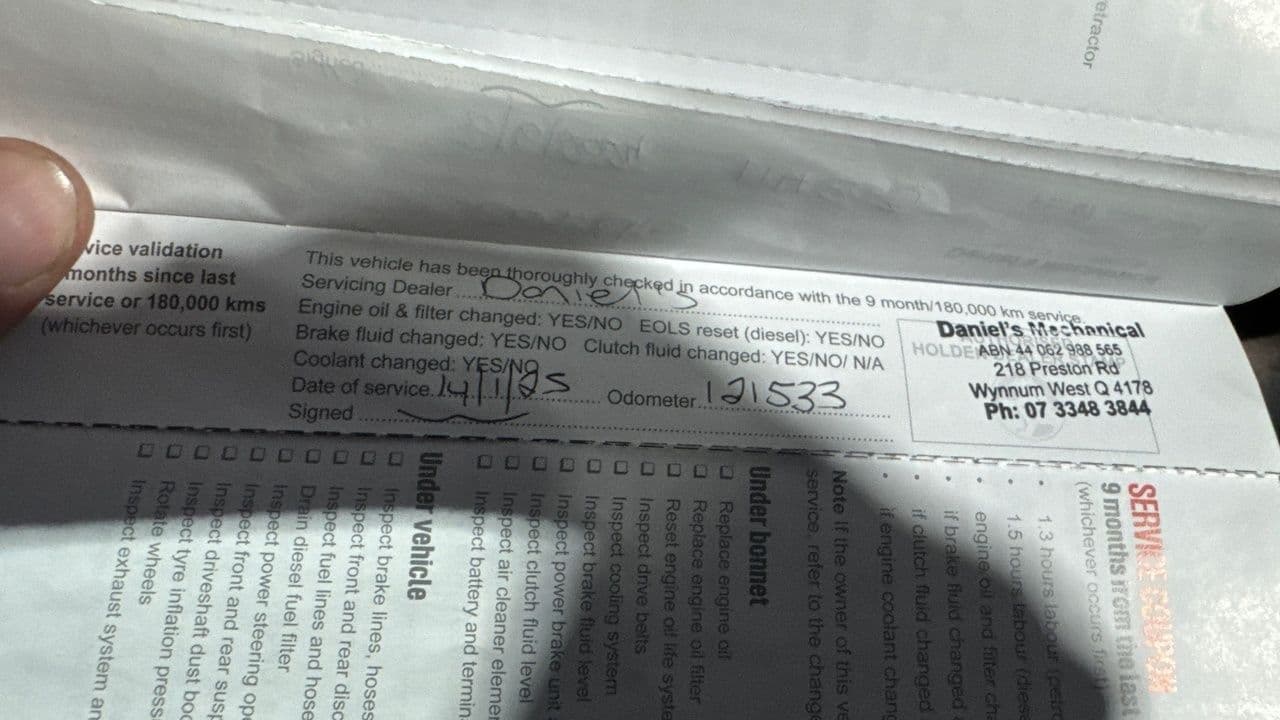 etractor
vice validation
months since last
service or 180,000 kms
(whichever occurs first)
This vehicle has been thoroughly checked in accordance with the 9 month/180,000 km service.
Servicing Dealer Daniel's
Engine oil & filter changed: YES/NO EOLS reset (diesel): YES/NO
Brake fluid changed: YES/NO Clutch fluid changed: YES/NO/ N/A
Coolant changed: YES/NO
Date of service 14/1/25 Odometer 121533
Signed
Daniel's Mechanical
HOLDE ABN 44 062 988 565
218 Preston Rd
Wynnum West Q 4178
Ph: 07 3348 3844
SERVICE COUPON
9 months from the last
(whichever occurs first)
• 1.3 hours labour (petro
• 1.5 hours labour (dies
• engine oil and filter ch
• if brake fluid changed
• if clutch fluid changed
• if engine coolant chang
Note If the owner of this ve
service, refer to the change
Under bonnet
Replace engine oil
Replace engine oil filter
Reset engine oil life syste
Inspect drive belts
Inspect cooling system
Inspect brake fluid level
Inspect power brake unit
Inspect clutch fluid level
Inspect air cleaner elemen
Inspect battery and termin
Under vehicle
Inspect brake lines, hoses
Inspect front and rear disc
Inspect fuel lines and hose
Drain diesel fuel filter
Inspect power steering ope
Inspect front and rear susp
Inspect driveshaft dust boo
Inspect tyre inflation press
Rotate wheels
Inspect exhaust system an